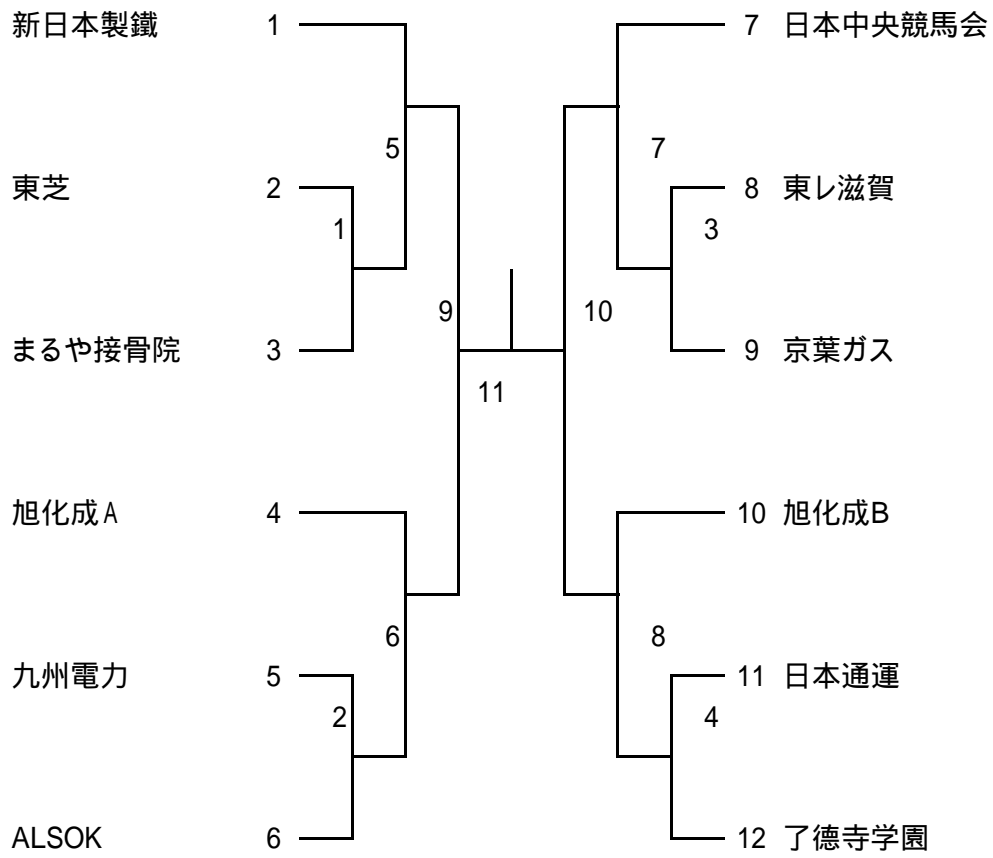 新日本製鐵 1 7 日本中央競馬会
5 7
東芝 2 8 東レ滋賀
1 3
9 10
まるや接骨院 3 9 京葉ガス
11
旭化成A 4 10 旭化成B
6 8
九州電力 5 11 日本通運
2 4
ALSOK 6 12 了德寺学園